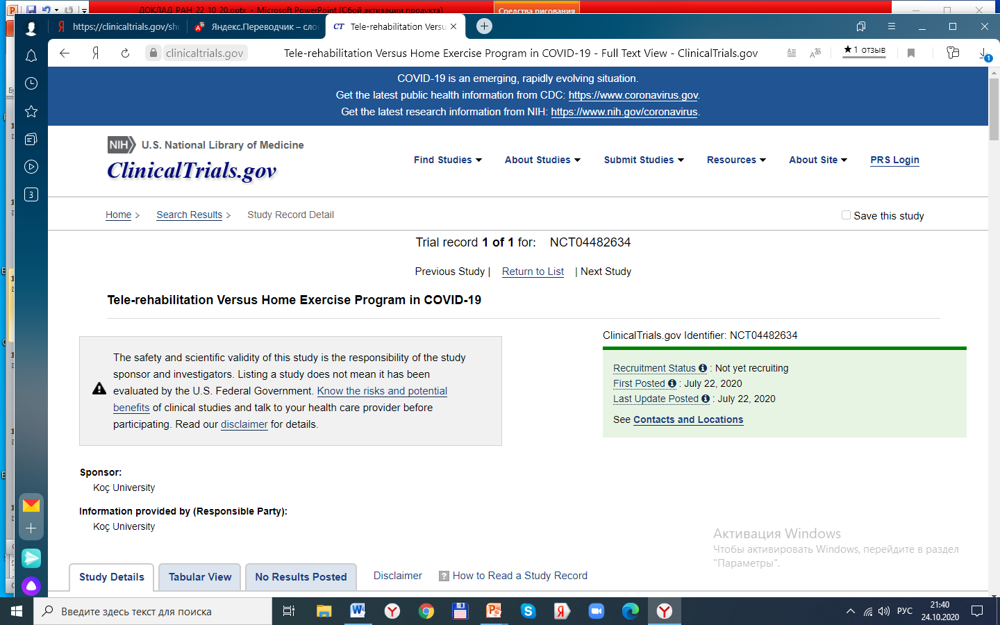 ДОКЛАД_РАН_22_10_20.pptx - Microsoft PowerPoint (Сбой активации продукта)
Средства рисования
https://clinicaltrials.gov/sho
Яндекс.Переводчик – сло
CT Tele-rehabilitation Versu
clinicaltrials.gov
Tele-rehabilitation Versus Home Exercise Program in COVID-19 - Full Text View - ClinicalTrials.gov
★1 отзыв
1
COVID-19 is an emerging, rapidly evolving situation.
Get the latest public health information from CDC: https://www.coronavirus.gov.
Get the latest research information from NIH: https://www.nih.gov/coronavirus.
NIH U.S. National Library of Medicine
ClinicalTrials.gov
Find Studies
About Studies
Submit Studies
Resources
About Site
PRS Login
3
Home >
Search Results >
Study Record Detail
Save this study
Trial record 1 of 1 for: NCT04482634
Previous Study | Return to List | Next Study
Tele-rehabilitation Versus Home Exercise Program in COVID-19
The safety and scientific validity of this study is the responsibility of the study
sponsor and investigators. Listing a study does not mean it has been
evaluated by the U.S. Federal Government. Know the risks and potential
benefits of clinical studies and talk to your health care provider before
participating. Read our disclaimer for details.
ClinicalTrials.gov Identifier: NCT04482634
Recruitment Status : Not yet recruiting
First Posted : July 22, 2020
Last Update Posted : July 22, 2020
See Contacts and Locations
Sponsor:
Koç University
Information provided by (Responsible Party):
Koç University
Активация Windows
Чтобы активировать Windows, перейдите в раздел
"Параметры".
Study Details
Tabular View
No Results Posted
Disclaimer
? How to Read a Study Record
Введите здесь текст для поиска
РУС
21:40
24.10.2020